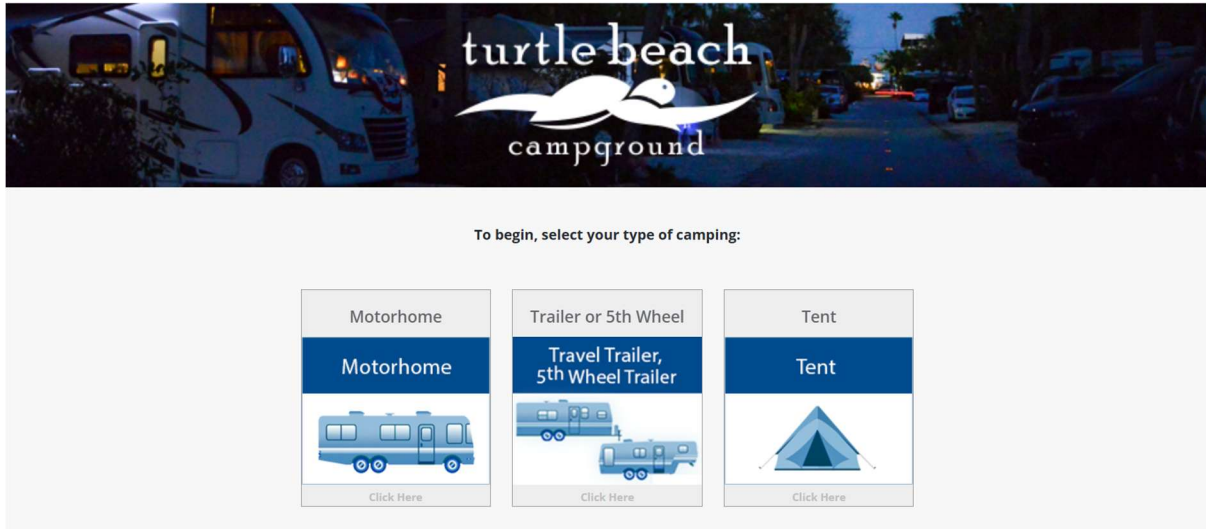 turtle beach
campground
To begin, select your type of camping:
Motorhome
Motorhome
Click Here
Trailer or 5th Wheel
Travel Trailer,
5th Wheel Trailer
Click Here
Tent
Tent
Click Here